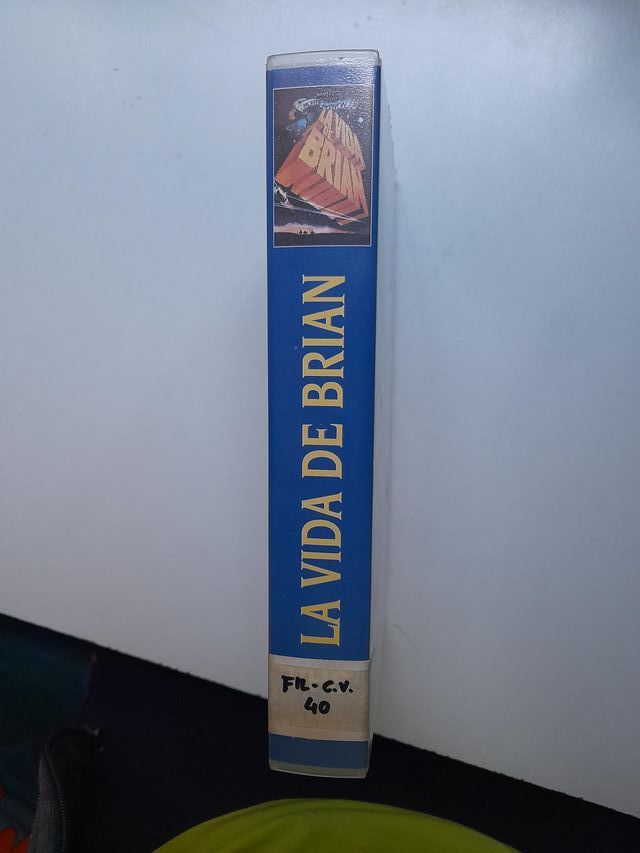 LA VIDA
DE
BRIAN
LA VIDA DE BRIAN
FIL-C.V.
40